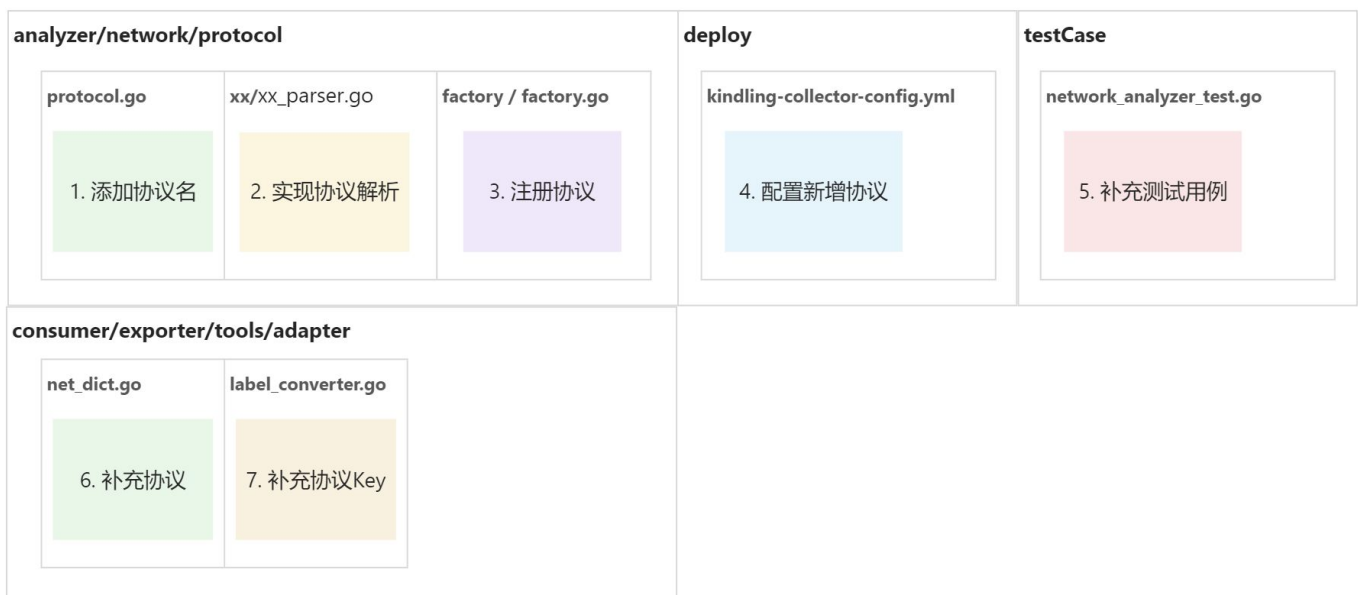 analyzer/network/protocol
protocol.go
1. 添加协议名
xx/xx_parser.go
2. 实现协议解析
factory / factory.go
3. 注册协议
deploy
kindling-collector-config.yml
4. 配置新增协议
testCase
network_analyzer_test.go
5. 补充测试用例
consumer/exporter/tools/adapter
net_dict.go
6. 补充协议
label_converter.go
7. 补充协议Key